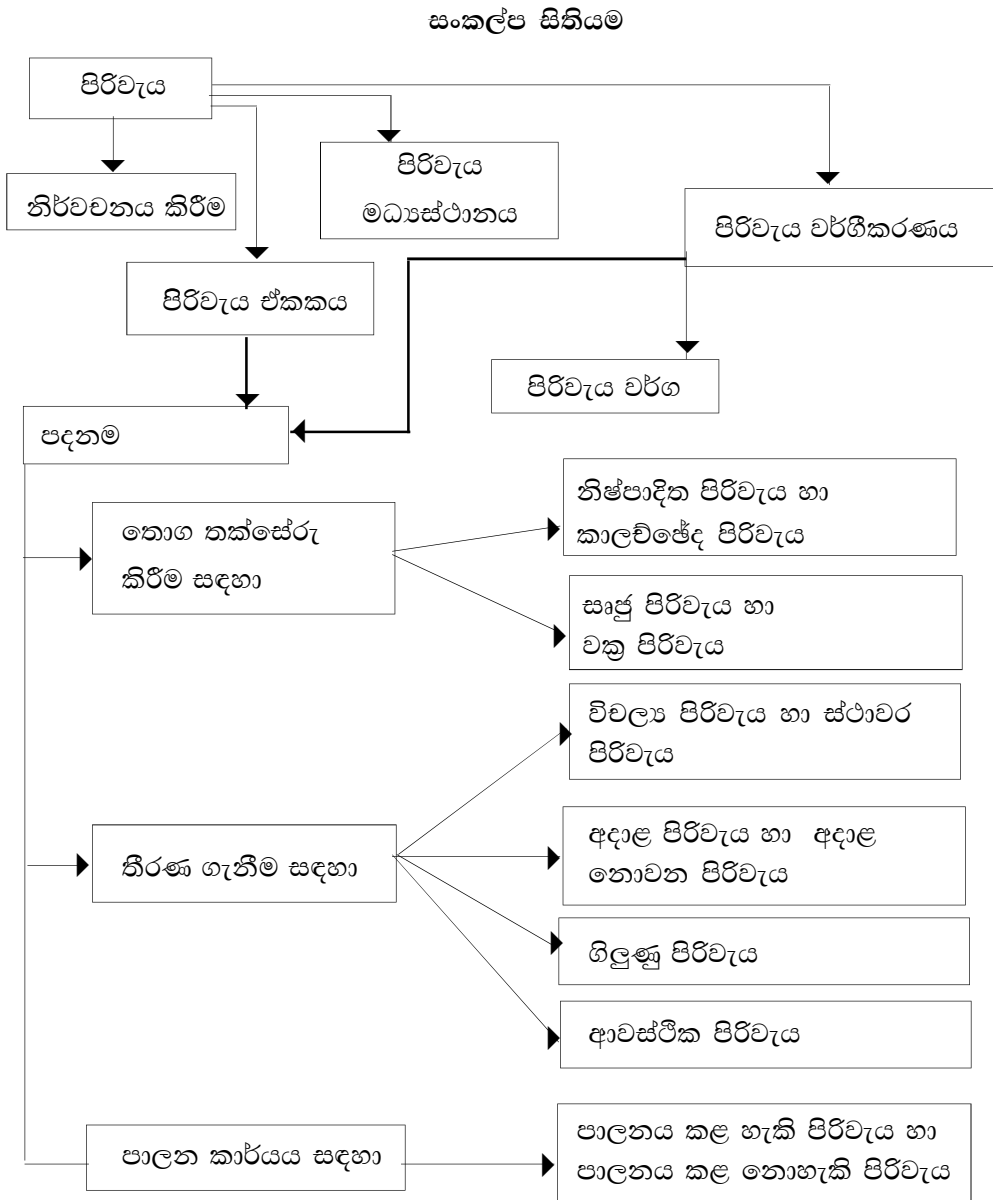 සංකල්ප සිතියම
පිරිවැය
නිර්වචනය කිරීම
පිරිවැය
මධ්‍යස්ථානය
පිරිවැය වර්ගීකරණය
පිරිවැය ඒකකය
පිරිවැය වර්ග
පදනම
තොග තක්සේරු
කිරීම සඳහා
නිෂ්පාදිත පිරිවැය හා
කාලච්ඡේද පිරිවැය
සෘජු පිරිවැය හා
වක්‍ර පිරිවැය
විචල්‍ය පිරිවැය හා ස්ථාවර
පිරිවැය
තීරණ ගැනීම සඳහා
අදාළ පිරිවැය හා අදාළ
නොවන පිරිවැය
ගිලුණු පිරිවැය
ආවස්ථික පිරිවැය
පාලන කාර්යය සඳහා
පාලනය කළ හැකි පිරිවැය හා
පාලනය කළ නොහැකි පිරිවැය